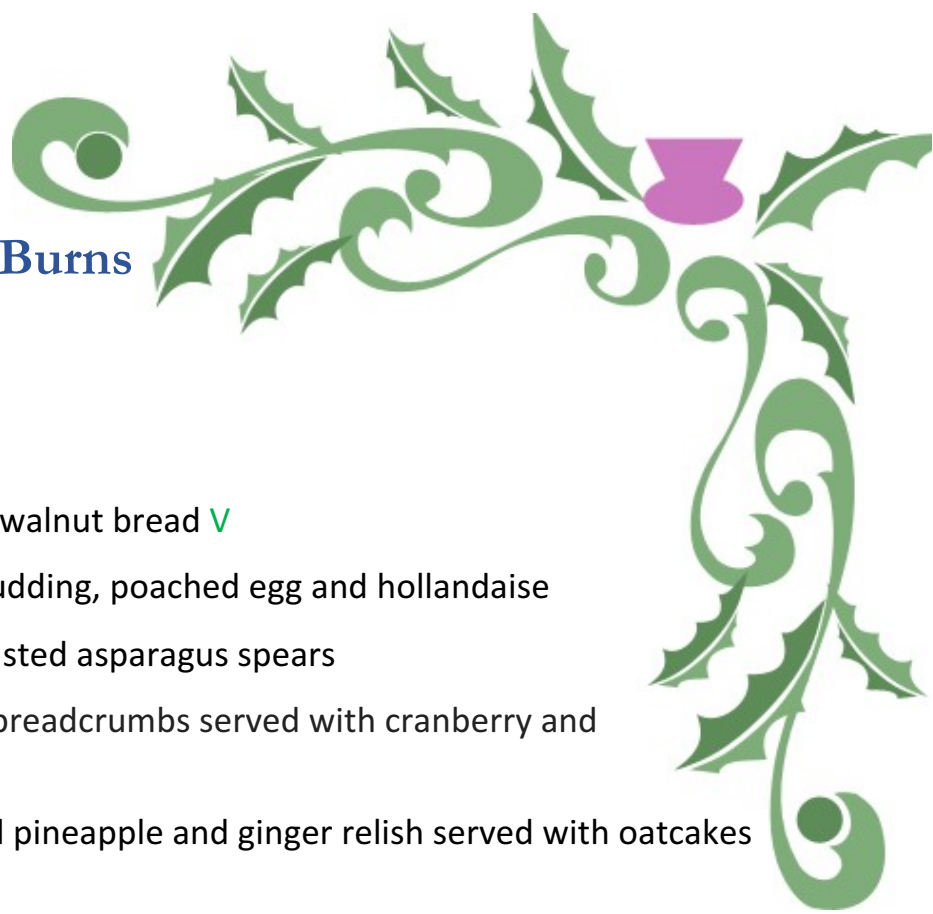 Burns
walnut bread V
udding, poached egg and hollandaise
sted asparagus spears
breadcrumbs served with cranberry and
pineapple and ginger relish served with oatcakes